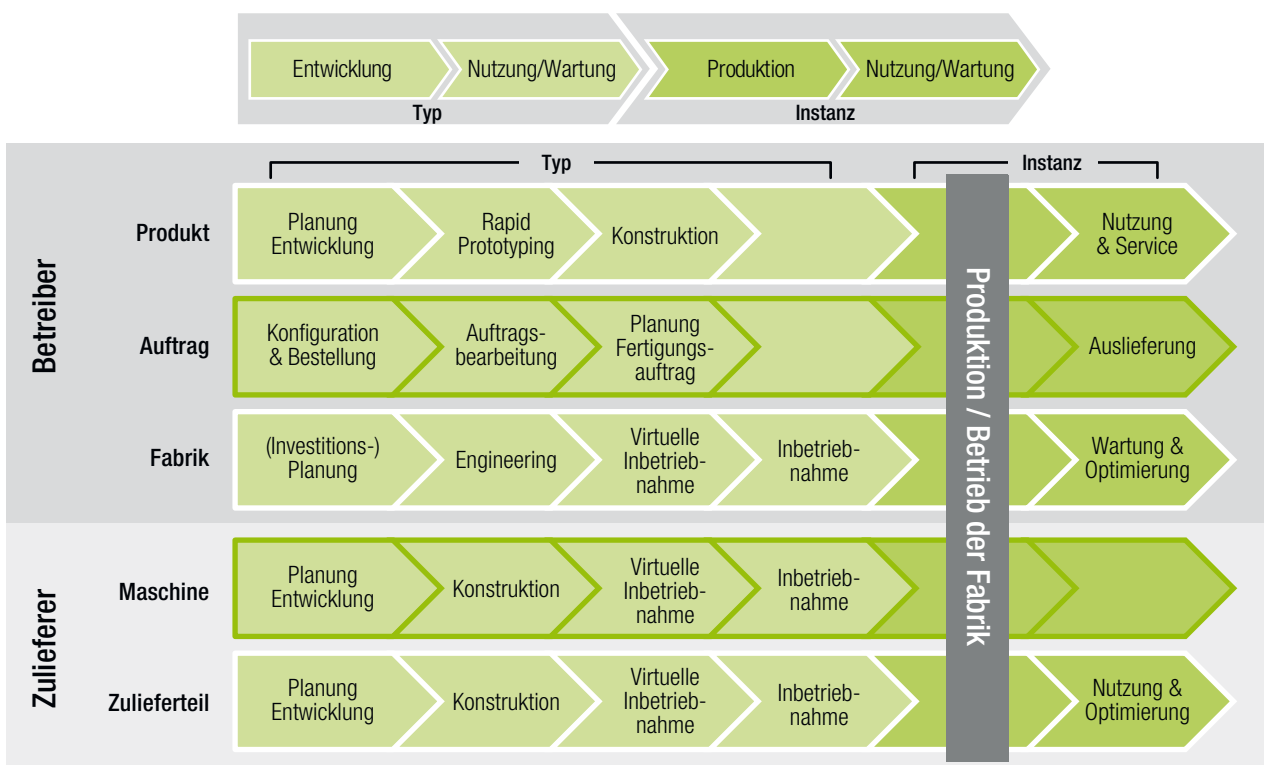 Entwicklung
Nutzung/Wartung
Produktion
Nutzung/Wartung
Typ
Instanz
Typ
Instanz
Betreiber
Produkt
Planung
Entwicklung
Rapid
Prototyping
Konstruktion
Nutzung
& Service
Auftrag
Konfiguration
& Bestellung
Auftrags-
bearbeitung
Planung
Fertigungs-
auftrag
Auslieferung
Fabrik
(Investitions-)
Planung
Engineering
Virtuelle
Inbetrieb-
nahme
Inbetrieb-
nahme
Wartung &
Optimierung
Produktion / Betrieb der Fabrik
Zulieferer
Maschine
Planung
Entwicklung
Konstruktion
Virtuelle
Inbetrieb-
nahme
Inbetrieb-
nahme
Zulieferteil
Planung
Entwicklung
Konstruktion
Virtuelle
Inbetrieb-
nahme
Inbetrieb-
nahme
Nutzung &
Optimierung